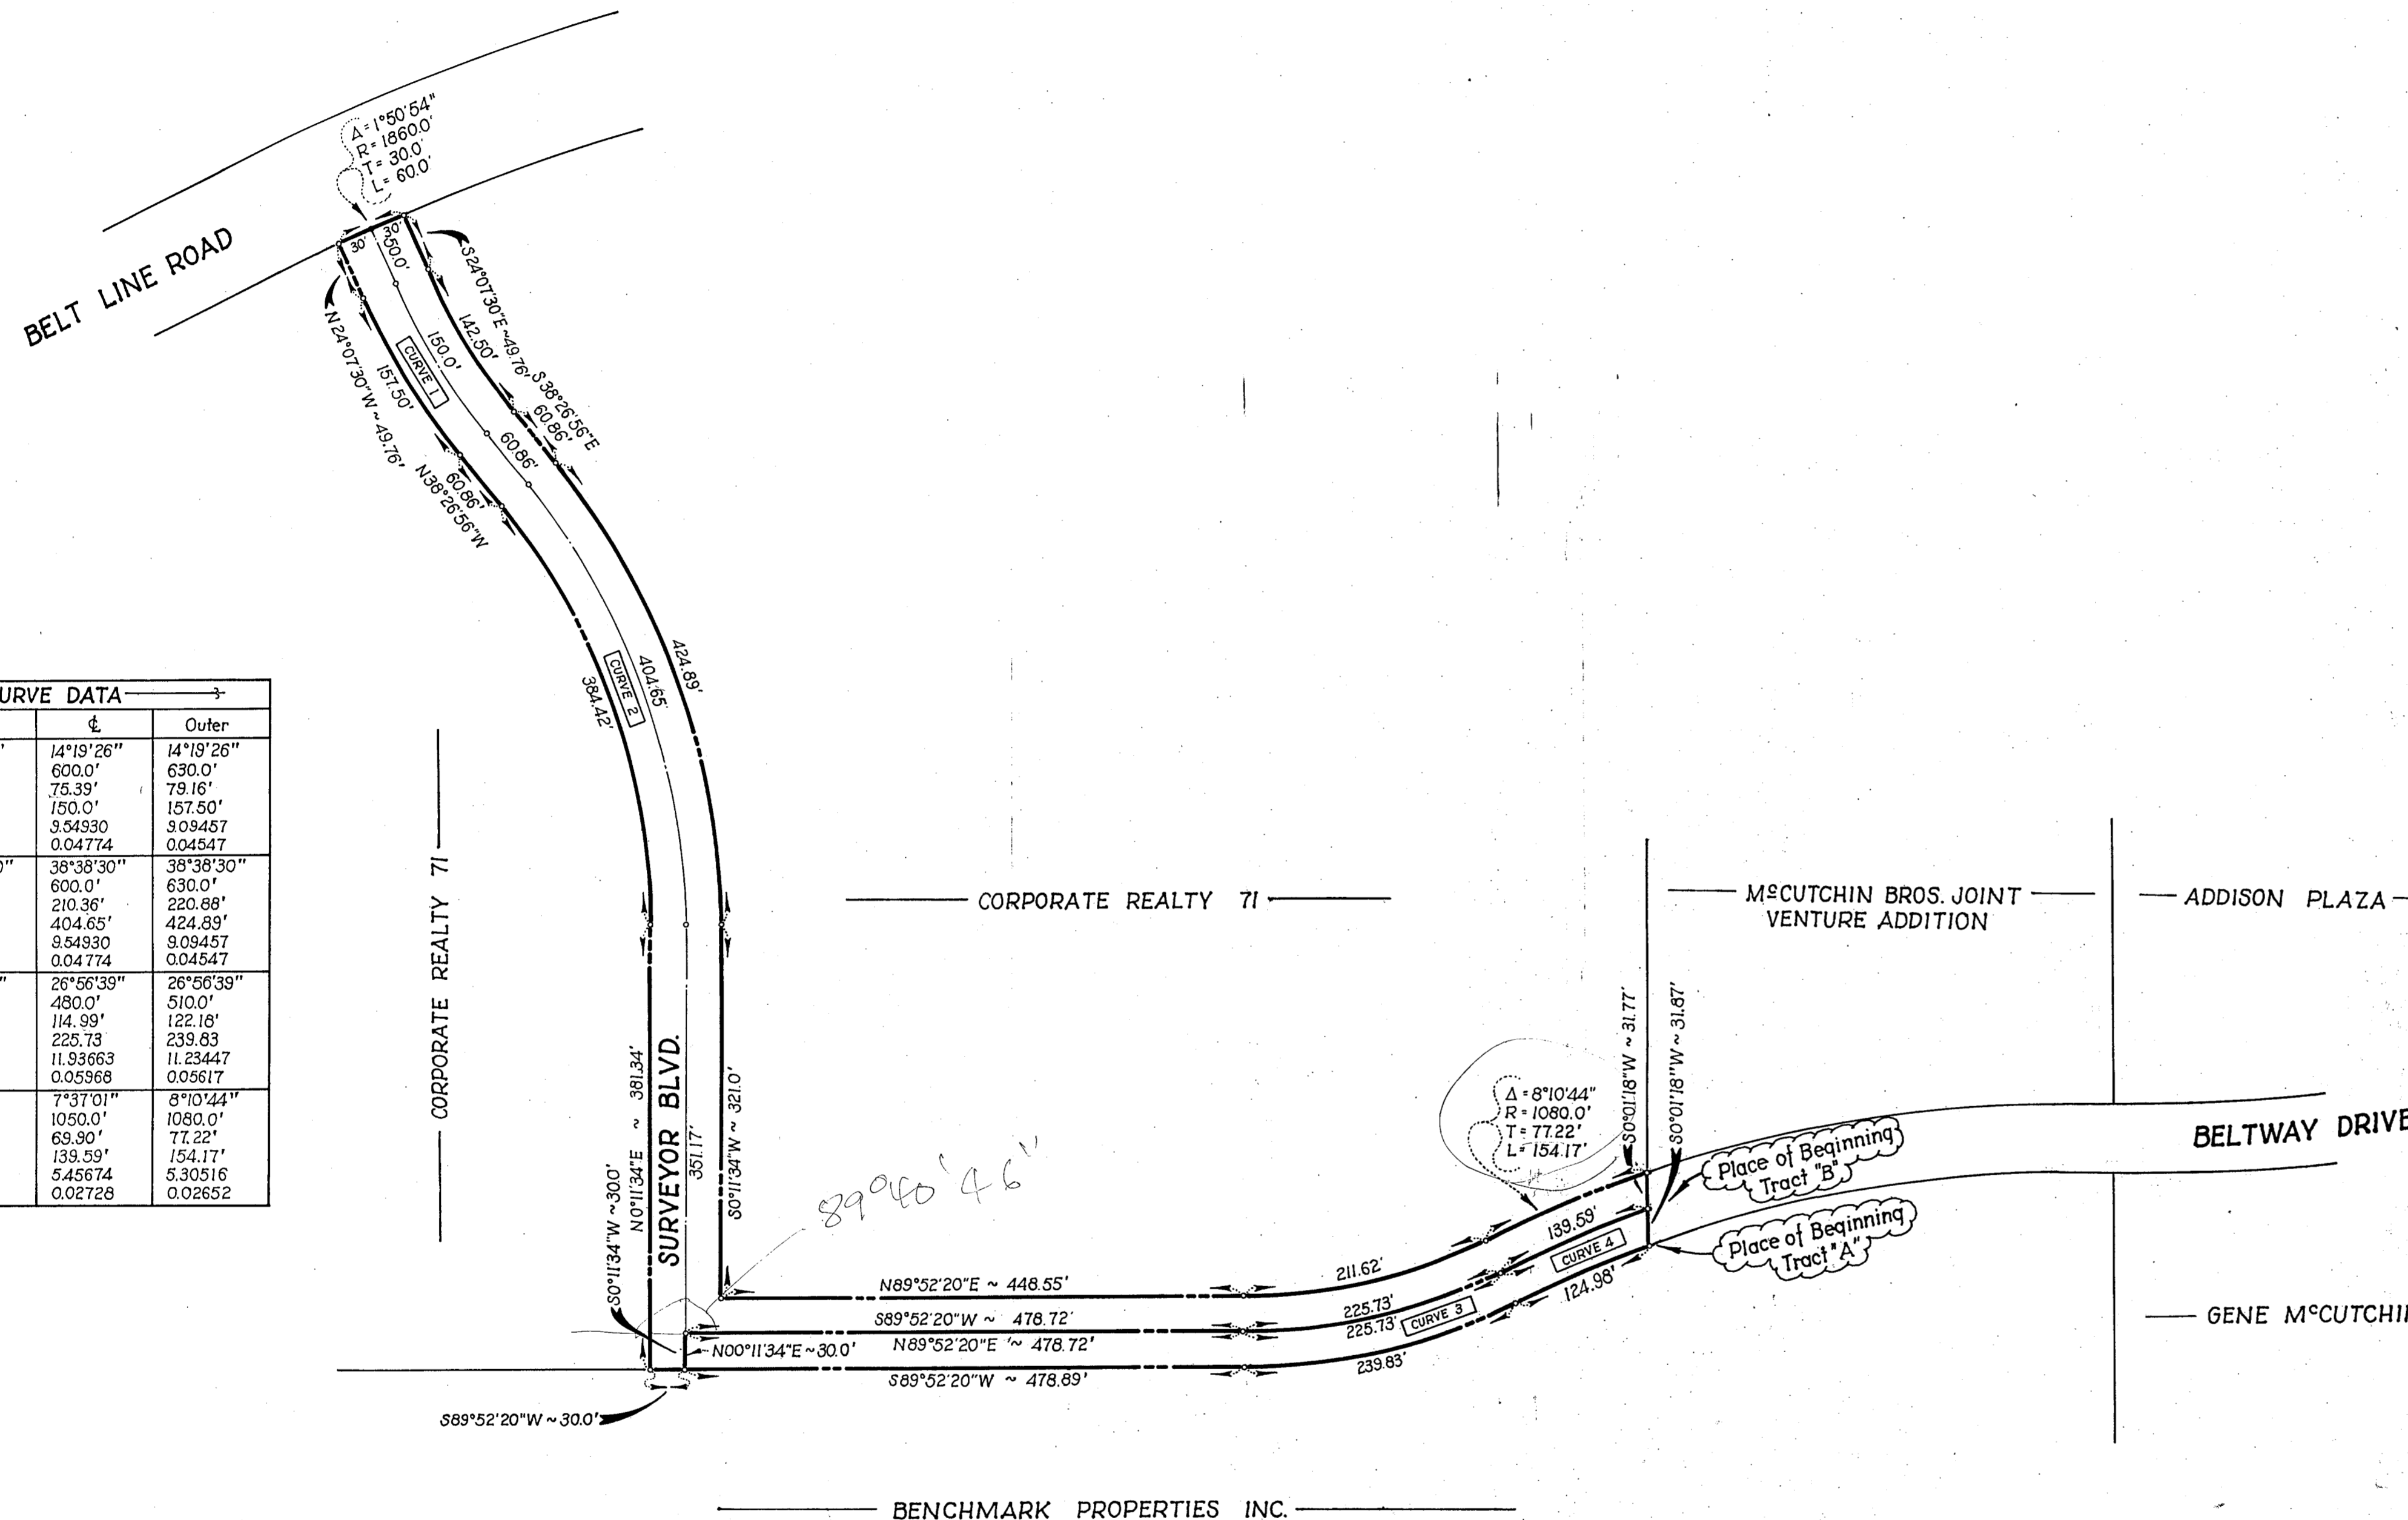 Δ = 1°50'54"
R = 1860.0'
T = 30.0'
L = 60.0'
BELT LINE ROAD
30'
30'
50.0'
S24°07'30"E ~ 49.76'
N24°07'30"W ~ 49.76'
142.50'
150.0'
CURVE 1
157.50'
S38°26'56"E
60.86'
60.86'
60.86'
N38°26'56"W
424.89'
404.65'
CURVE 2
384.42'
URVE DATA
℄ Outer
14°19'26" 14°19'26"
600.0' 630.0'
75.39' 79.16'
150.0' 157.50'
9.54930 9.09457
0.04774 0.04547
38°38'30" 38°38'30"
600.0' 630.0'
210.36' 220.88'
404.65' 424.89'
9.54930 9.09457
0.04774 0.04547
26°56'39" 26°56'39"
480.0' 510.0'
114.99' 122.18'
225.73 239.83
11.93663 11.23447
0.05968 0.05617
7°37'01" 8°10'44"
1050.0' 1080.0'
69.90' 77.22'
139.59' 154.17'
5.45674 5.30516
0.02728 0.02652
CORPORATE REALTY 71
CORPORATE REALTY 71
McCUTCHIN BROS. JOINT
VENTURE ADDITION
ADDISON PLAZA
S0°11'34"W ~ 30.0'
N0°11'34"E ~ 381.34'
SURVEYOR BLVD.
351.17'
S0°11'34"W ~ 321.0'
89°40'46"
Δ = 8°10'44"
R = 1080.0'
T = 77.22'
L = 154.17'
S0°01'18"W ~ 31.77'
S0°01'18"W ~ 31.87'
BELTWAY DRIVE
Place of Beginning
Tract "B"
Place of Beginning
Tract "A"
139.59'
CURVE 4
124.98'
211.62'
225.73'
225.73'
CURVE 3
239.83'
N89°52'20"E ~ 448.55'
S89°52'20"W ~ 478.72'
N89°52'20"E ~ 478.72'
N00°11'34"E ~ 30.0'
S89°52'20"W ~ 478.89'
S89°52'20"W ~ 30.0'
GENE McCUTCHI
BENCHMARK PROPERTIES INC.